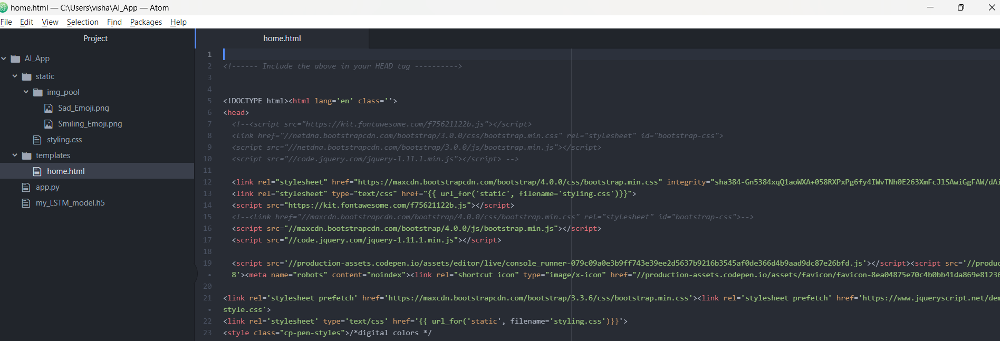 home.html — C:\Users\visha\AI_App — Atom
File Edit View Selection Find Packages Help
Project
home.html
AI_App
static
img_pool
Sad_Emoji.png
Smiling_Emoji.png
styling.css
templates
home.html
app.py
my_LSTM_model.h5
1
2 <!------ Include the above in your HEAD tag ---------->
3
4
5 <!DOCTYPE html><html lang='en' class=''>
6 <head>
7 <!--<script src="https://kit.fontawesome.com/f75621122b.js"></script>
8 <link href="//netdna.bootstrapcdn.com/bootstrap/3.0.0/css/bootstrap.min.css" rel="stylesheet" id="bootstrap-css">
9 <script src="//netdna.bootstrapcdn.com/bootstrap/3.0.0/js/bootstrap.min.js"></script>
10 <script src="//code.jquery.com/jquery-1.11.1.min.js"></script> -->
11
12 <link rel="stylesheet" href="https://maxcdn.bootstrapcdn.com/bootstrap/4.0.0/css/bootstrap.min.css" integrity="sha384-Gn5384xqQ1aoWXA+058RXPxPg6fy4IWvTNh0E263XmFcJlSAwiGgFAW/dAi
13 <link rel="stylesheet" type="text/css" href="{{ url_for('static', filename='styling.css')}}">
14 <script src="https://kit.fontawesome.com/f75621122b.js"></script>
15 <!--<link href="//maxcdn.bootstrapcdn.com/bootstrap/4.0.0/css/bootstrap.min.css" rel="stylesheet" id="bootstrap-css">-->
16 <script src="//maxcdn.bootstrapcdn.com/bootstrap/4.0.0/js/bootstrap.min.js"></script>
17 <script src="//code.jquery.com/jquery-1.11.1.min.js"></script>
18
19 <script src='//production-assets.codepen.io/assets/editor/live/console_runner-079c09a0e3b9ff743e39ee2d5637b9216b3545af0de366d4b9aad9dc87e26bfd.js'></script><script src='//produc
• 8'><meta name="robots" content="noindex"><link rel="shortcut icon" type="image/x-icon" href="//production-assets.codepen.io/assets/favicon/favicon-8ea04875e70c4b0bb41da869e81236
20
21 <link rel='stylesheet prefetch' href='https://maxcdn.bootstrapcdn.com/bootstrap/3.3.6/css/bootstrap.min.css'><link rel='stylesheet prefetch' href='https://www.jqueryscript.net/dem
• style.css'>
22 <link rel='stylesheet' type='text/css' href='{{ url_for('static', filename='styling.css')}}'>
23 <style class="cp-pen-styles">/*digital colors */